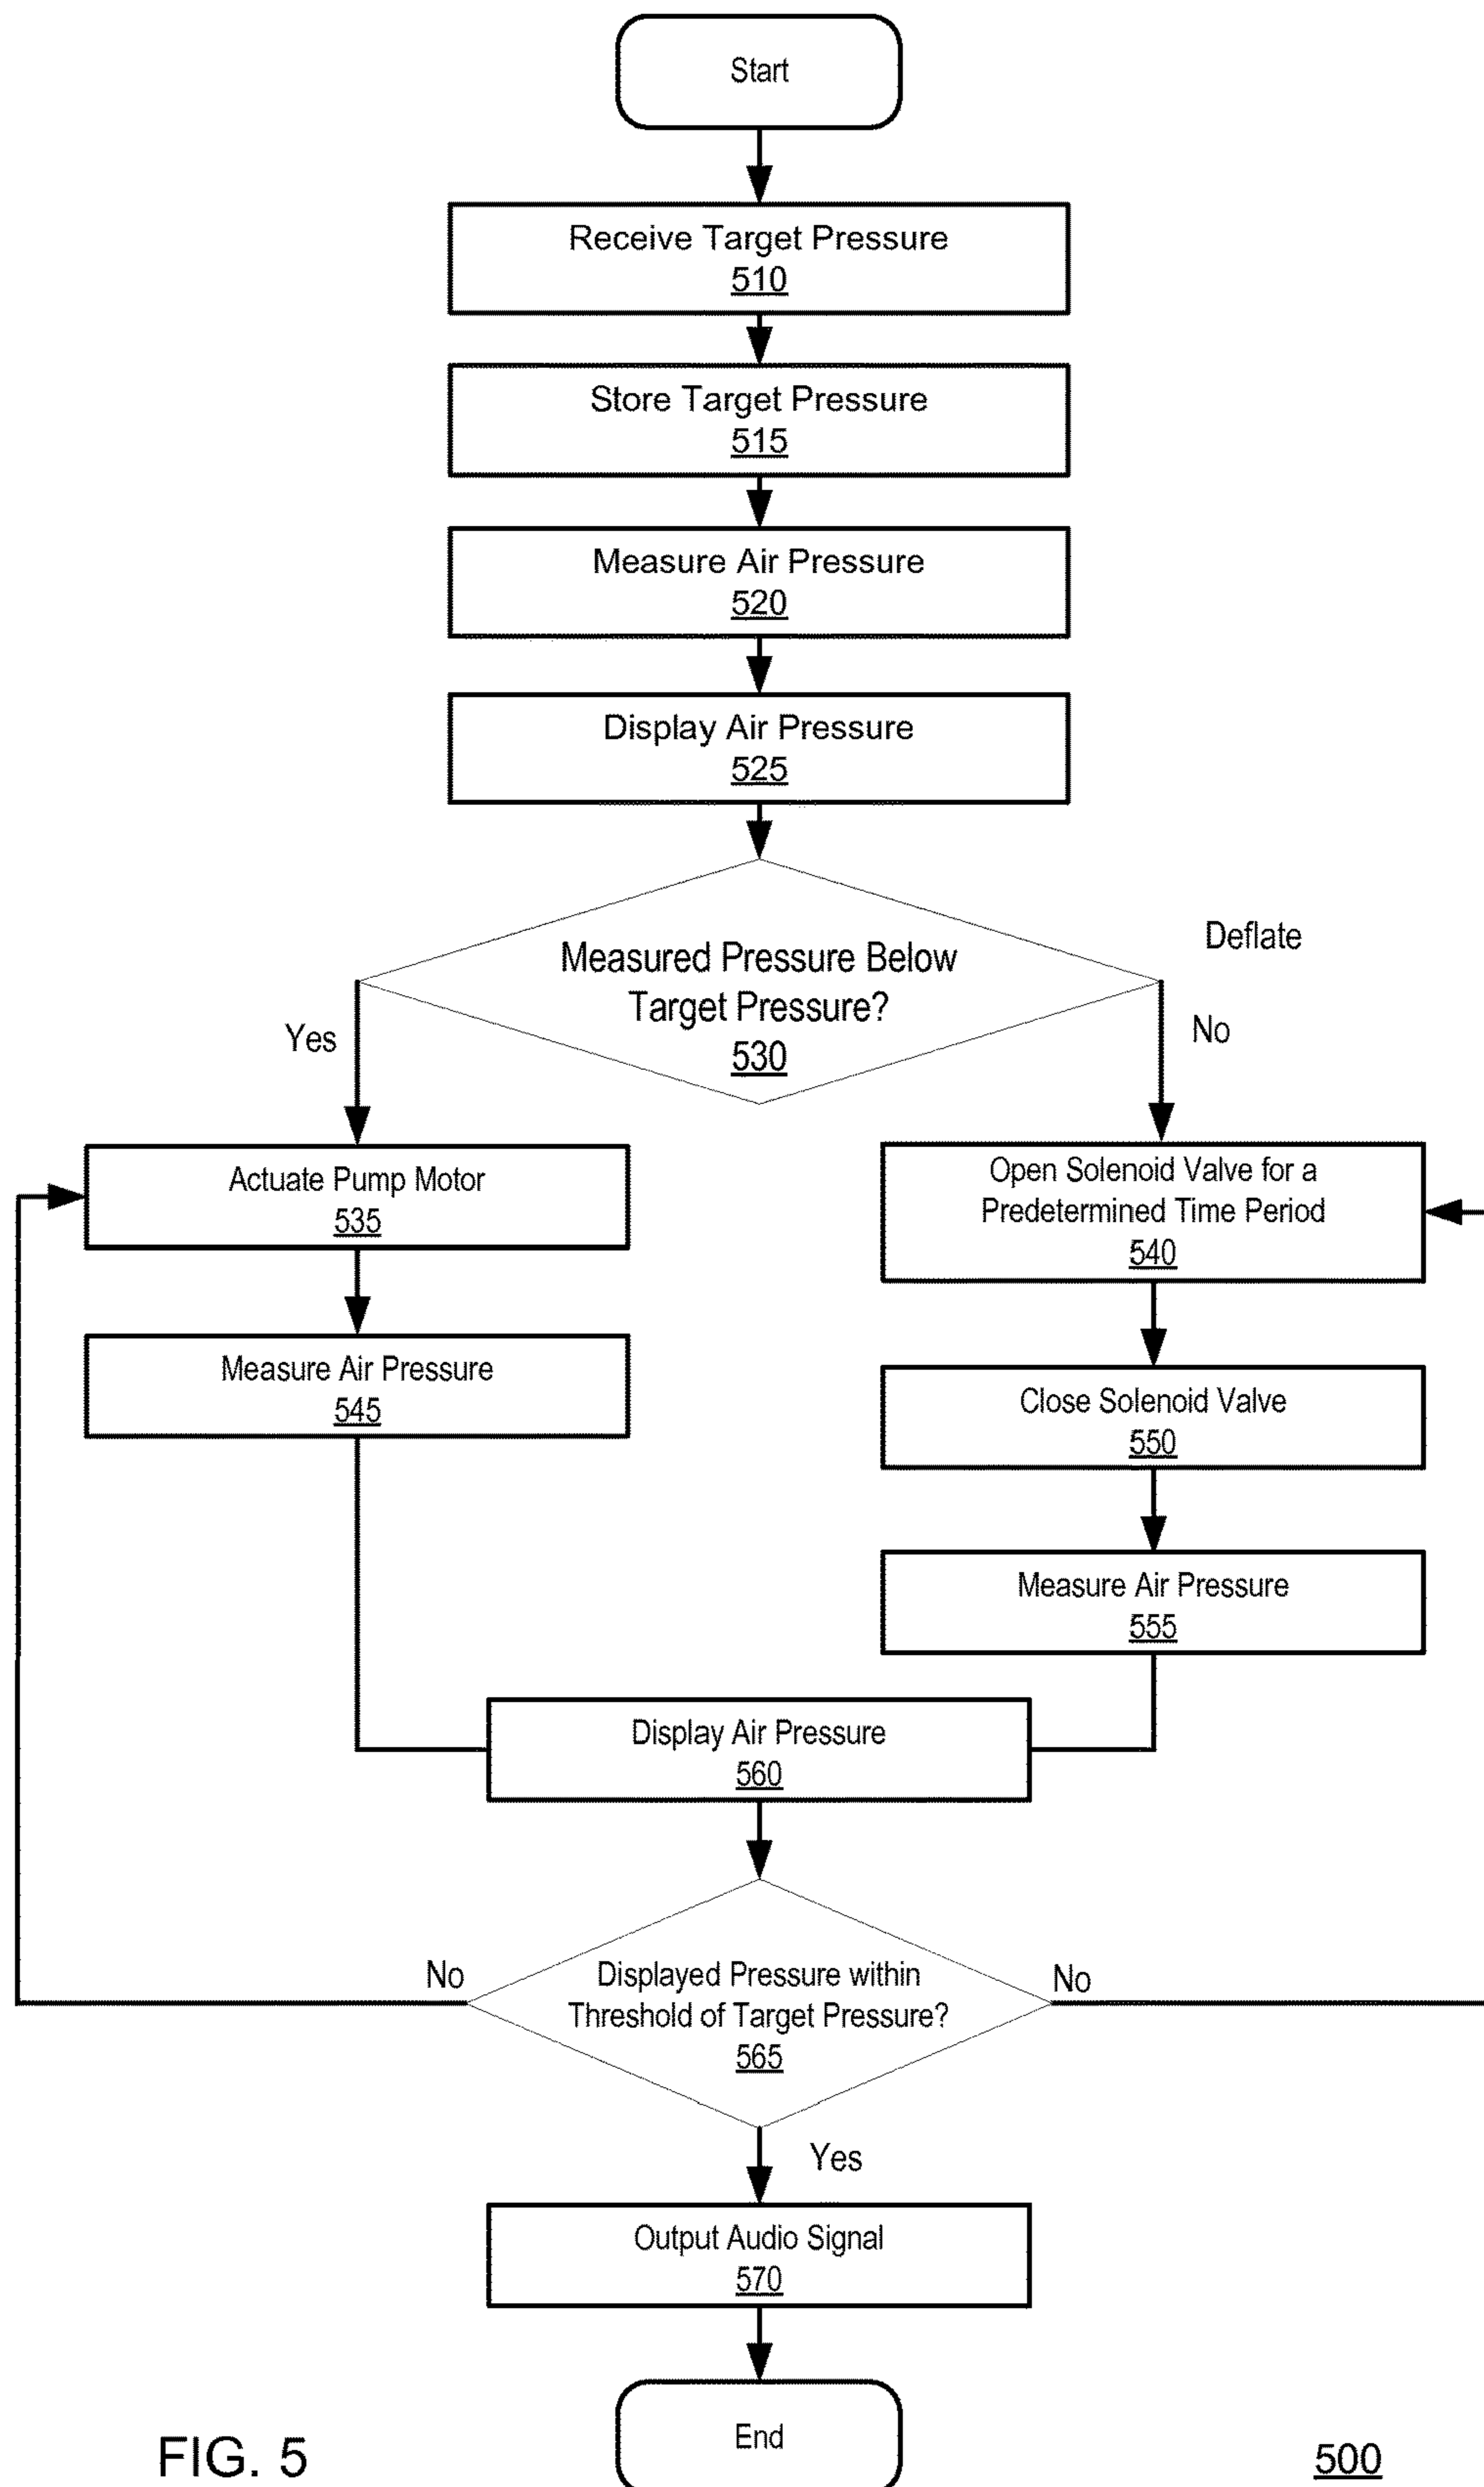 Start
Receive Target Pressure
510
Store Target Pressure
515
Measure Air Pressure
520
Display Air Pressure
525
Measured Pressure Below
Target Pressure?
530
Deflate
Yes
No
Actuate Pump Motor
535
Open Solenoid Valve for a
Predetermined Time Period
540
Measure Air Pressure
545
Close Solenoid Valve
550
Measure Air Pressure
555
Display Air Pressure
560
No
Displayed Pressure within
Threshold of Target Pressure?
565
No
Yes
Output Audio Signal
570
End
FIG. 5
500